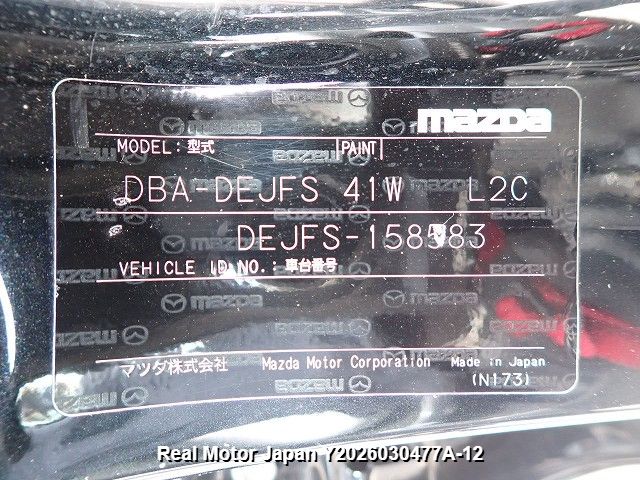 mazda
MODEL: 型式 PAINT
DBA-DEJFS 41W L2C
DEJFS-158583
VEHICLE ID NO.: 車台番号
マツダ株式会社 Mazda Motor Corporation Made in Japan
(N173)
Real Motor Japan Y2026030477A-12